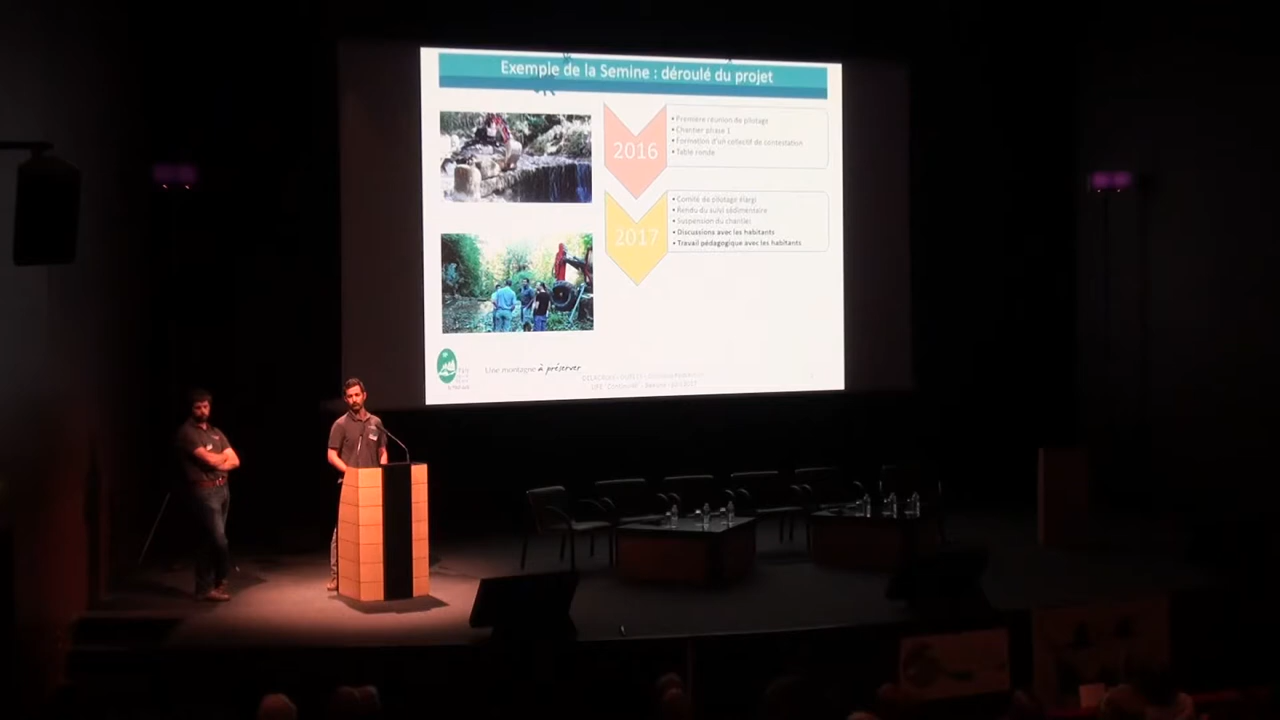 Exemple de la Semine : déroulé du projet
2016
• Première réunion de pilotage
• Chantier phase 1
• Formation d'un collectif de contestation
• Table ronde
2017
• Comité de pilotage élargi
• Rendu du suivi sédimentaire
• Suspension du chantier
• Discussions avec les habitants
• Travail pédagogique avec les habitants
Une montagne à préserver